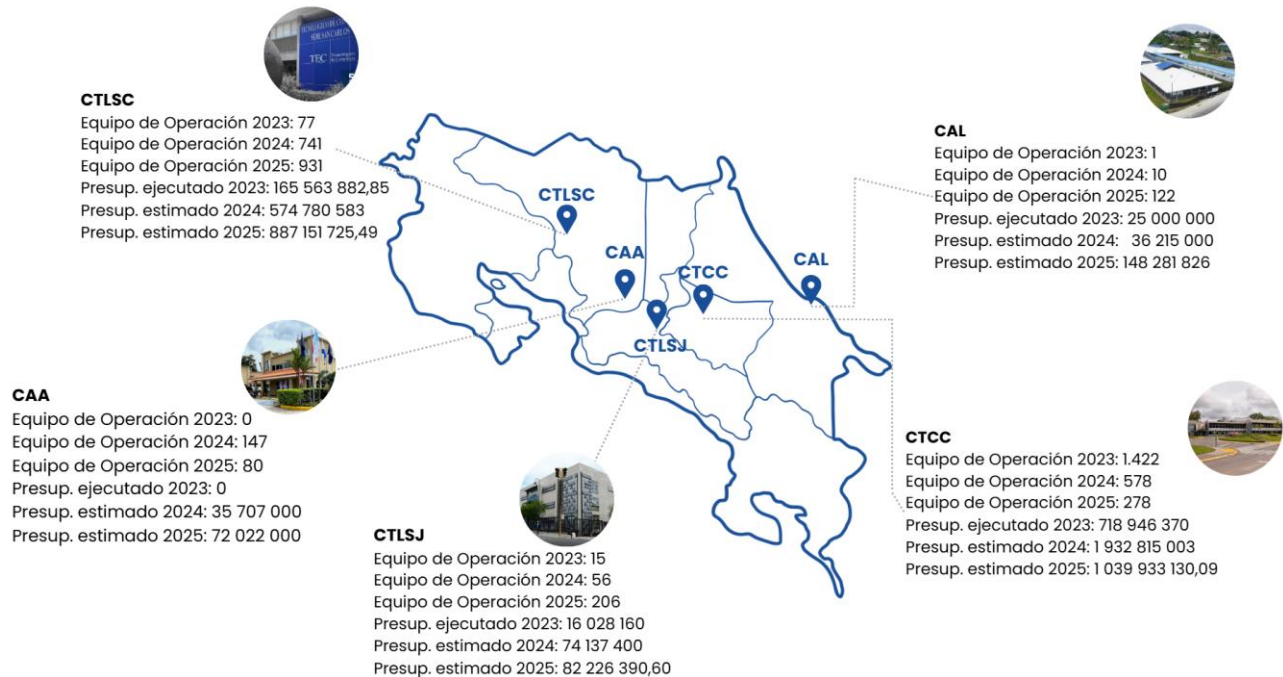 TECNOLÓGICO DE COSTA
SEDE SAN CARLOS
TEC
CTLSC
Equipo de Operación 2023: 77
Equipo de Operación 2024: 741
Equipo de Operación 2025: 931
Presup. ejecutado 2023: 165 563 882,85
Presup. estimado 2024: 574 780 583
Presup. estimado 2025: 887 151 725,49
CAL
Equipo de Operación 2023: 1
Equipo de Operación 2024: 10
Equipo de Operación 2025: 122
Presup. ejecutado 2023: 25 000 000
Presup. estimado 2024: 36 215 000
Presup. estimado 2025: 148 281 826
CTLSC
CAA
CTCC
CAL
CTLSJ
CAA
Equipo de Operación 2023: 0
Equipo de Operación 2024: 147
Equipo de Operación 2025: 80
Presup. ejecutado 2023: 0
Presup. estimado 2024: 35 707 000
Presup. estimado 2025: 72 022 000
CTLSJ
Equipo de Operación 2023: 15
Equipo de Operación 2024: 56
Equipo de Operación 2025: 206
Presup. ejecutado 2023: 16 028 160
Presup. estimado 2024: 74 137 400
Presup. estimado 2025: 82 226 390,60
CTCC
Equipo de Operación 2023: 1.422
Equipo de Operación 2024: 578
Equipo de Operación 2025: 278
Presup. ejecutado 2023: 718 946 370
Presup. estimado 2024: 1 932 815 003
Presup. estimado 2025: 1 039 933 130,09